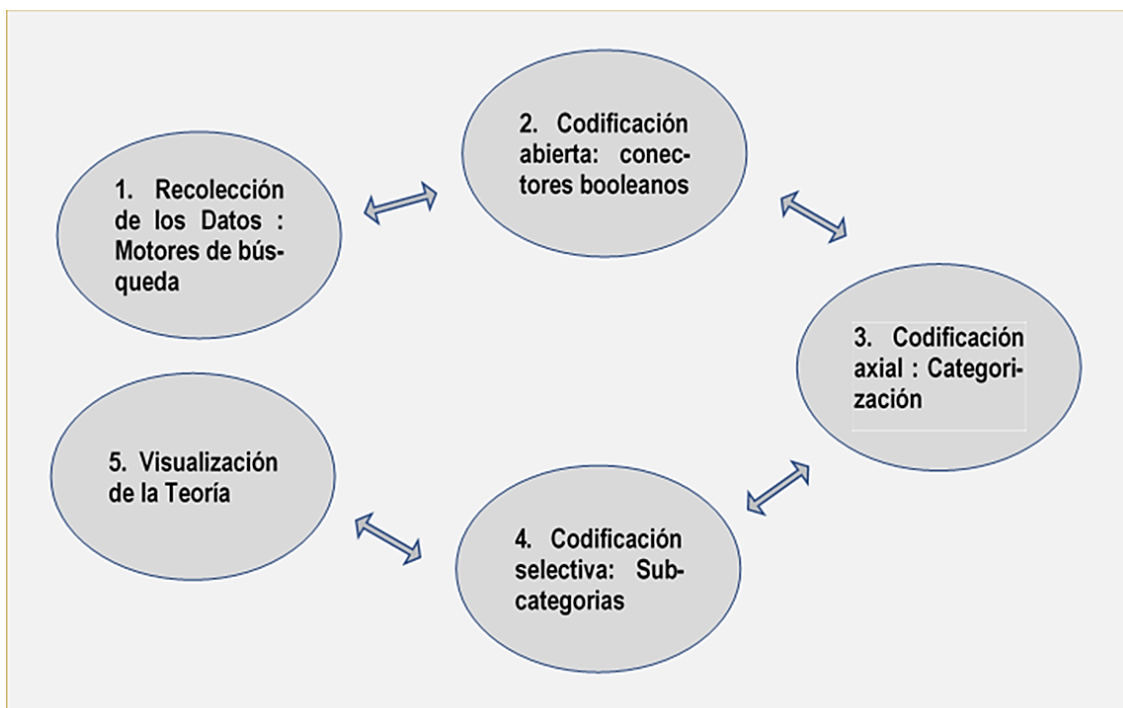 1. Recolección
de los Datos :
Motores de bús-
queda
2. Codificación
abierta: conec-
tores booleanos
3. Codificación
axial : Categori-
zación
4. Codificación
selectiva: Sub-
categorias
5. Visualización
de la Teoría